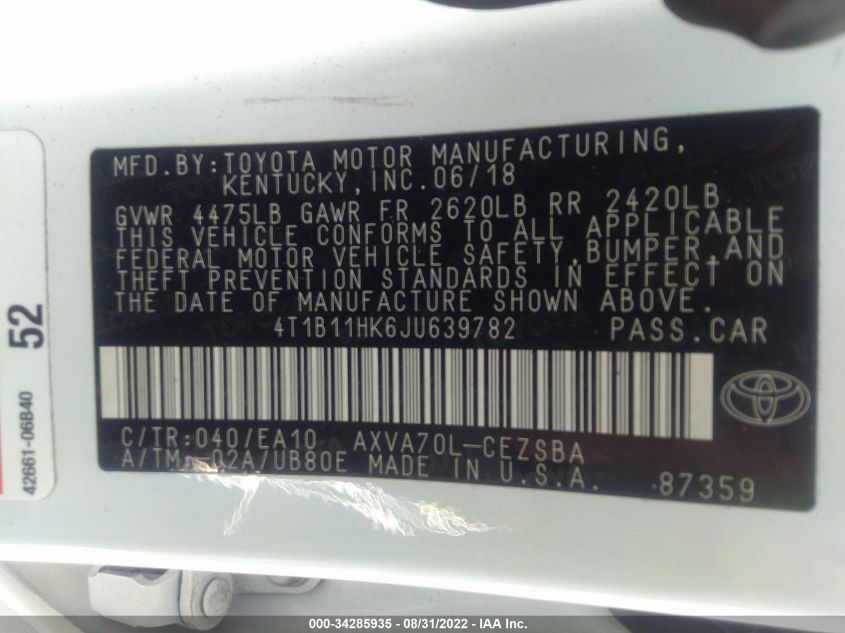 MFD.BY:TOYOTA MOTOR MANUFACTURING,
KENTUCKY,INC.06/18
GVWR 4475LB GAWR FR 2620LB RR 2420LB
THIS VEHICLE CONFORMS TO ALL APPLICABLE
FEDERAL MOTOR VEHICLE SAFETY,BUMPER,AND
THEFT PREVENTION STANDARDS IN EFFECT ON
THE DATE OF MANUFACTURE SHOWN ABOVE.
4T1B11HK6JU639782 PASS.CAR
C/TR:040/EA10 AXVA70L-CEZSBA
A/TM -02A/UB80E MADE IN U.S.A. 87359
52
42661-06B40
000-34285935 - 08/31/2022 - IAA Inc.